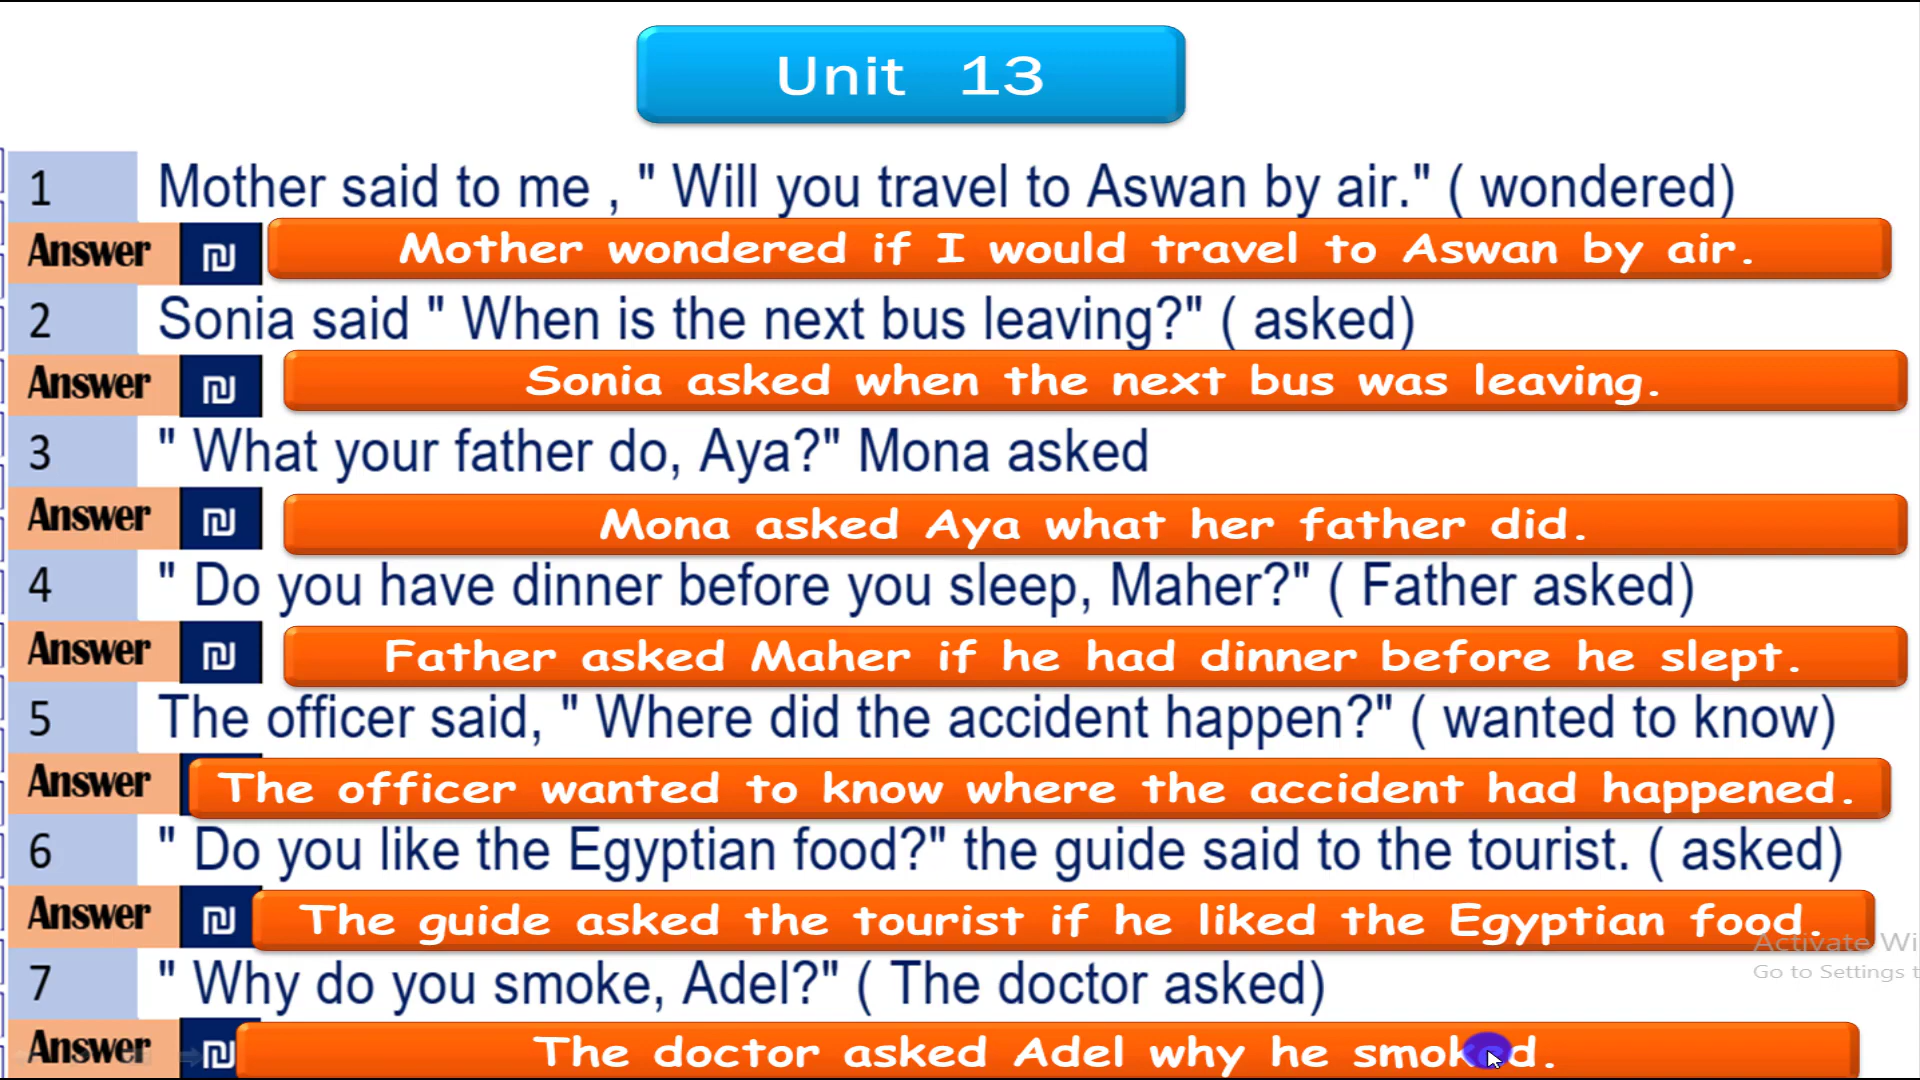 Unit 13
1 Mother said to me , " Will you travel to Aswan by air." ( wondered)
Answer ₪ Mother wondered if I would travel to Aswan by air.
2 Sonia said " When is the next bus leaving?" ( asked)
Answer ₪ Sonia asked when the next bus was leaving.
3 " What your father do, Aya?" Mona asked
Answer ₪ Mona asked Aya what her father did.
4 " Do you have dinner before you sleep, Maher?" ( Father asked)
Answer ₪ Father asked Maher if he had dinner before he slept.
5 The officer said, " Where did the accident happen?" ( wanted to know)
Answer The officer wanted to know where the accident had happened.
6 " Do you like the Egyptian food?" the guide said to the tourist. ( asked)
Answer ₪ The guide asked the tourist if he liked the Egyptian food.
Activate Wi
Go to Settings t
7 " Why do you smoke, Adel?" ( The doctor asked)
Answer ₪ The doctor asked Adel why he smoked.